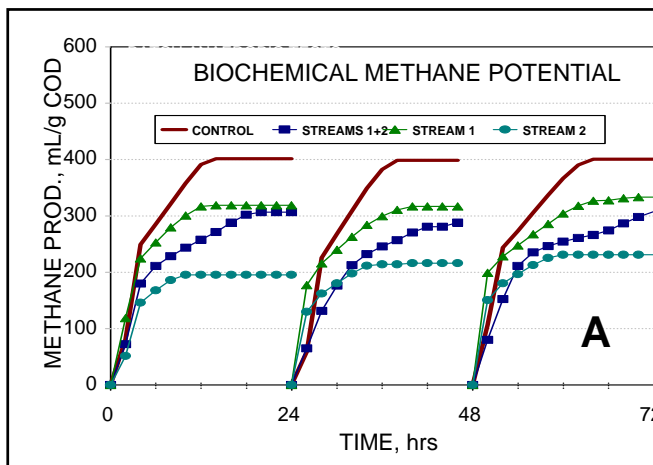 BIOCHEMICAL METHANE POTENTIAL
CONTROL STREAMS 1+2 STREAM 1 STREAM 2
METHANE PROD., mL/g COD
600
500
400
300
200
100
0
A
0 24 48 72
TIME, hrs